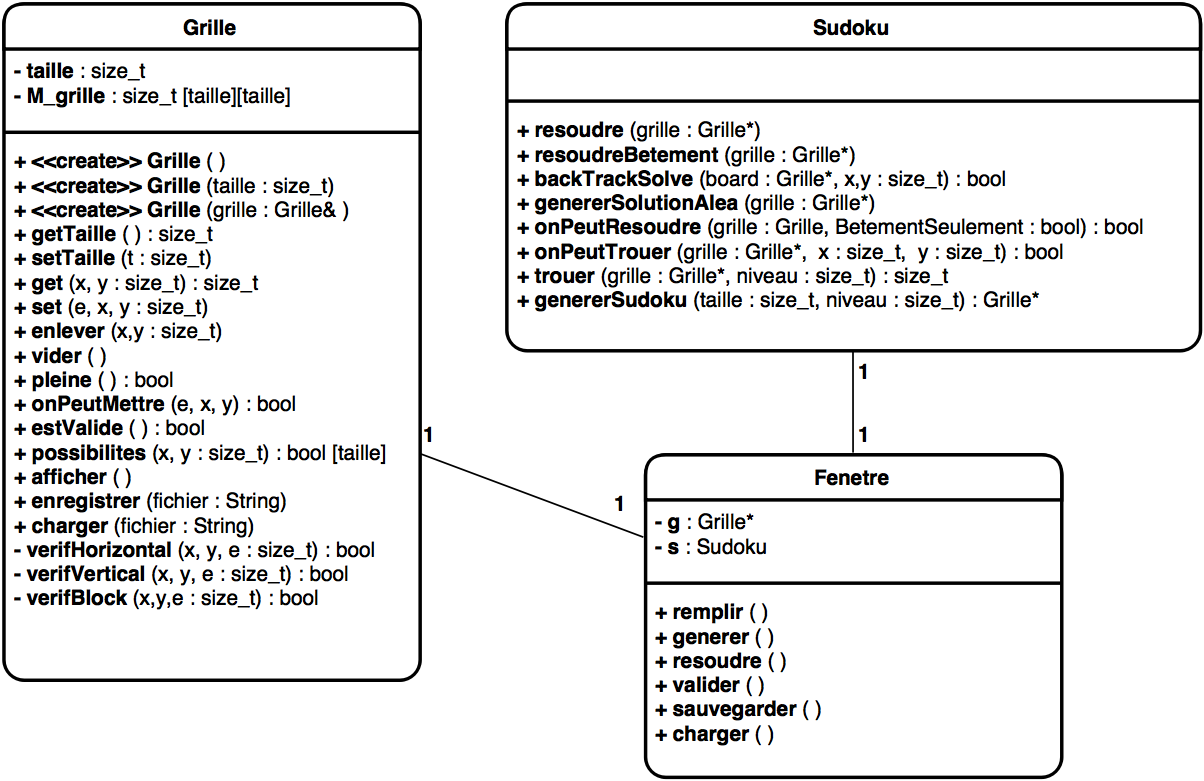 Grille
- taille : size_t
- M_grille : size_t [taille][taille]
+ <<create>> Grille ( )
+ <<create>> Grille (taille : size_t)
+ <<create>> Grille (grille : Grille& )
+ getTaille ( ) : size_t
+ setTaille (t : size_t)
+ get (x, y : size_t) : size_t
+ set (e, x, y : size_t)
+ enlever (x,y : size_t)
+ vider ( )
+ pleine ( ) : bool
+ onPeutMettre (e, x, y) : bool
+ estValide ( ) : bool
+ possibilites (x, y : size_t) : bool [taille]
+ afficher ( )
+ enregistrer (fichier : String)
+ charger (fichier : String)
- verifHorizontal (x, y, e : size_t) : bool
- verifVertical (x, y, e : size_t) : bool
- verifBlock (x,y,e : size_t) : bool
Sudoku
+ resoudre (grille : Grille*)
+ resoudreBetement (grille : Grille*)
+ backTrackSolve (board : Grille*, x,y : size_t) : bool
+ genererSolutionAlea (grille : Grille*)
+ onPeutResoudre (grille : Grille, BetementSeulement : bool) : bool
+ onPeutTrouer (grille : Grille*, x : size_t, y : size_t) : bool
+ trouer (grille : Grille*, niveau : size_t) : size_t
+ genererSudoku (taille : size_t, niveau : size_t) : Grille*
1
1
1
1
Fenetre
- g : Grille*
- s : Sudoku
+ remplir ( )
+ generer ( )
+ resoudre ( )
+ valider ( )
+ sauvegarder ( )
+ charger ( )